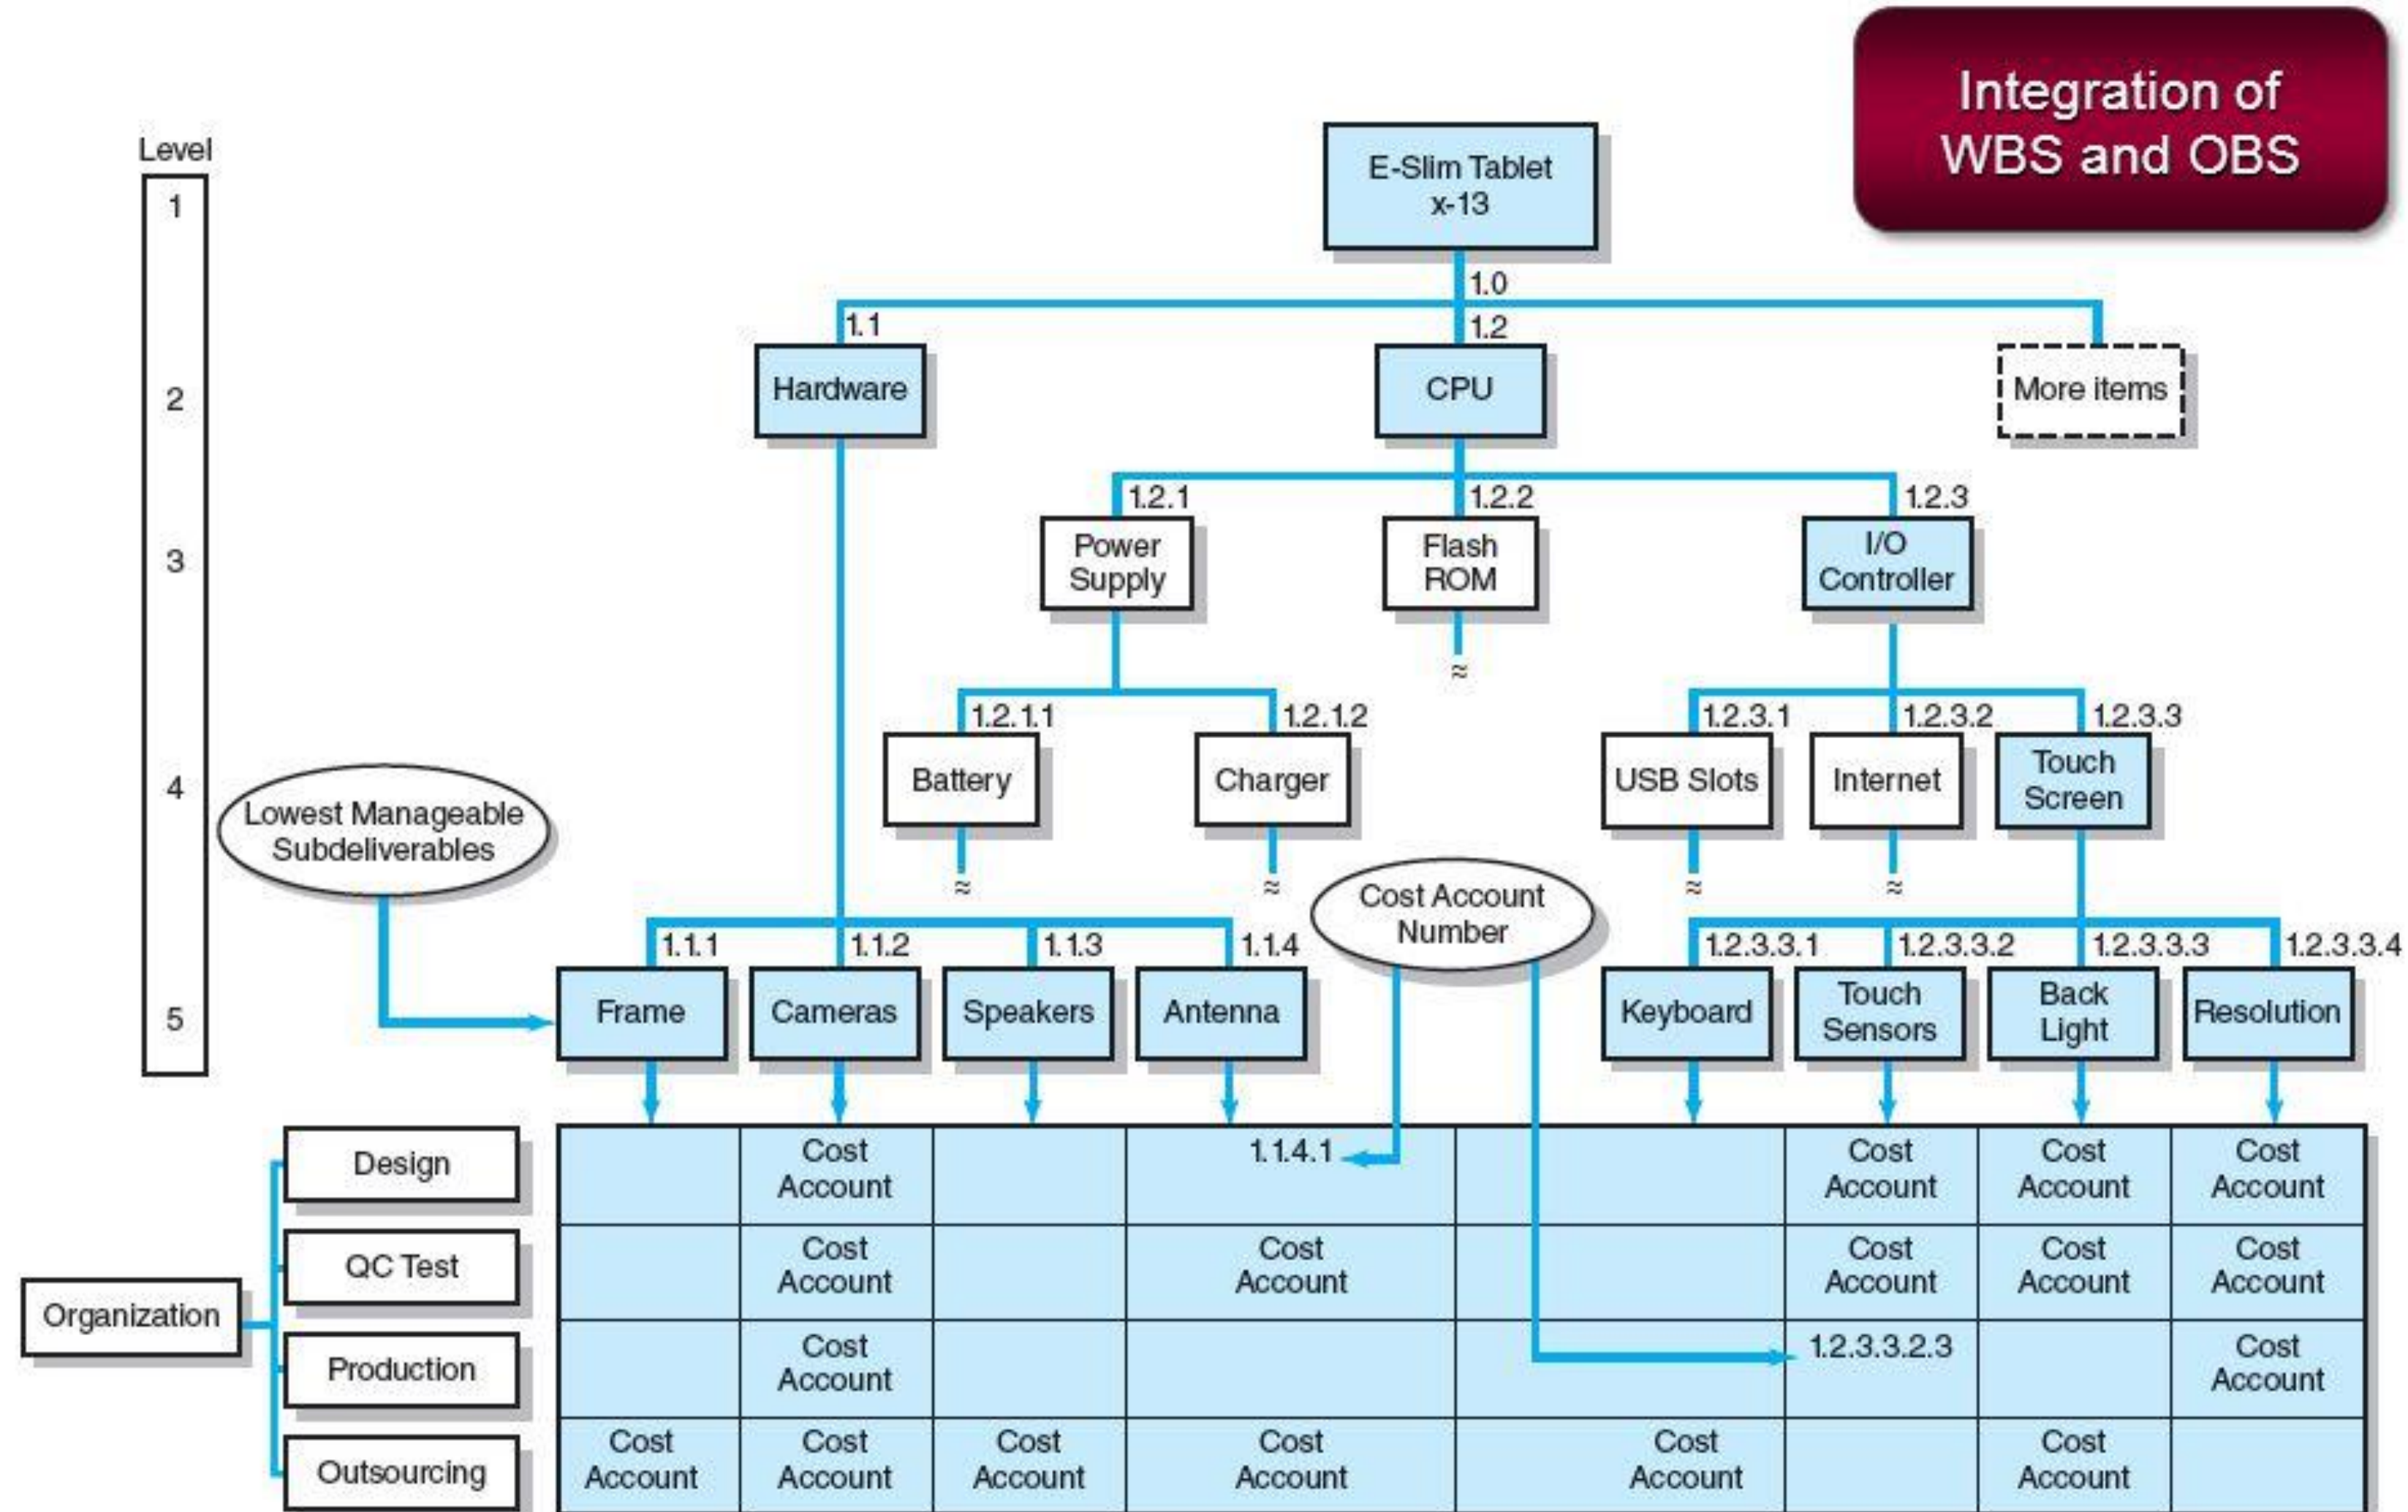 Integration of
WBS and OBS
Level
1
E-Slim Tablet
x-13
1.0
1.1
1.2
2
Hardware
CPU
More items
1.2.1
1.2.2
1.2.3
3
Power
Supply
Flash
ROM
I/O
Controller
1.2.1.1
1.2.1.2
1.2.3.1
1.2.3.2
1.2.3.3
4
Battery
Charger
USB Slots
Internet
Touch
Screen
Lowest Manageable
Subdeliverables
Cost Account
Number
1.1.1
1.1.2
1.1.3
1.1.4
1.2.3.3.1
1.2.3.3.2
1.2.3.3.3
1.2.3.3.4
5
Frame
Cameras
Speakers
Antenna
Keyboard
Touch
Sensors
Back
Light
Resolution
Organization
Design
Cost
Account
1.1.4.1
Cost
Account
Cost
Account
Cost
Account
QC Test
Cost
Account
Cost
Account
Cost
Account
Cost
Account
Cost
Account
Production
Cost
Account
1.2.3.3.2.3
Cost
Account
Outsourcing
Cost
Account
Cost
Account
Cost
Account
Cost
Account
Cost
Account
Cost
Account